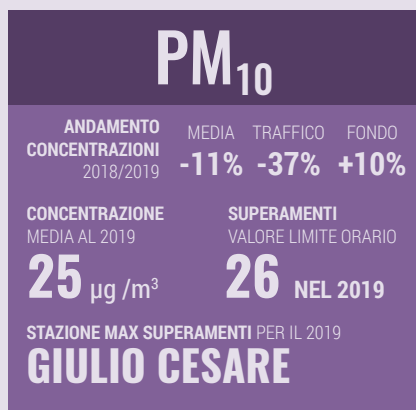 PM10
ANDAMENTO CONCENTRAZIONI 2018/2019
MEDIA TRAFFICO FONDO
-11% -37% +10%
CONCENTRAZIONE
MEDIA AL 2019
25 µg /m³
SUPERAMENTI
VALORE LIMITE ORARIO
26 NEL 2019
STAZIONE MAX SUPERAMENTI PER IL 2019
GIULIO CESARE